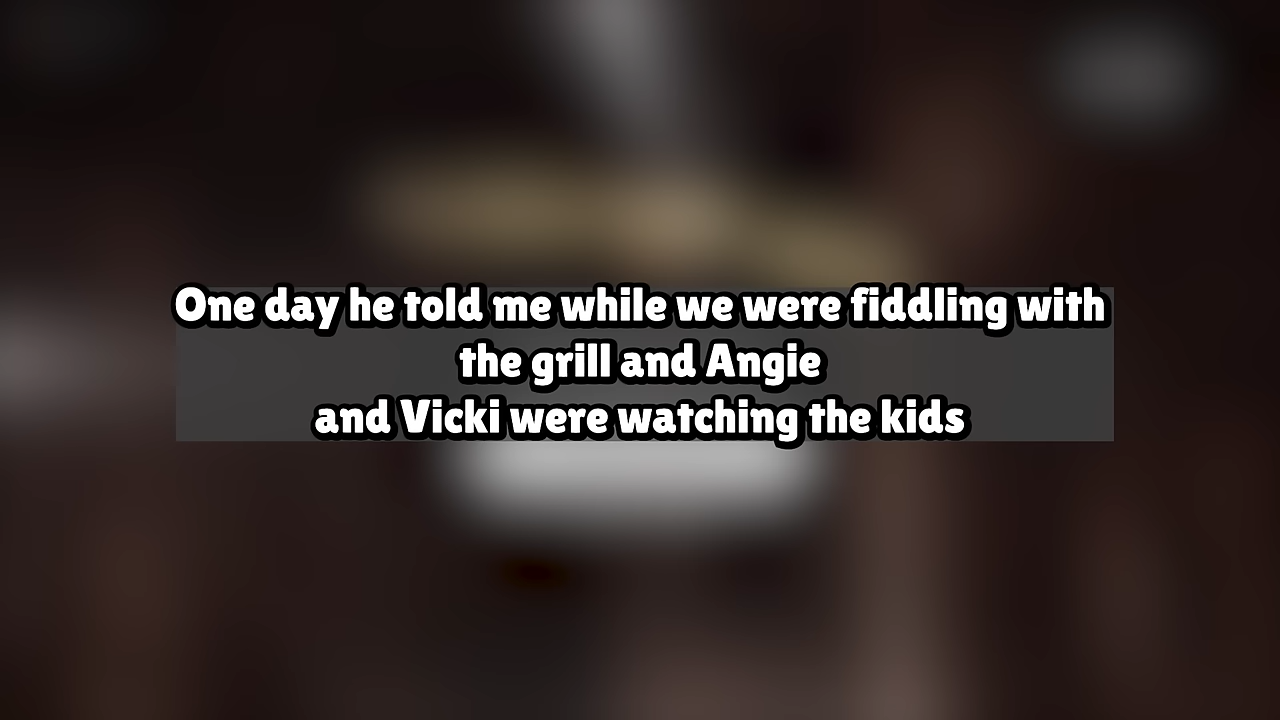 One day he told me while we were fiddling with
the grill and Angie
and Vicki were watching the kids